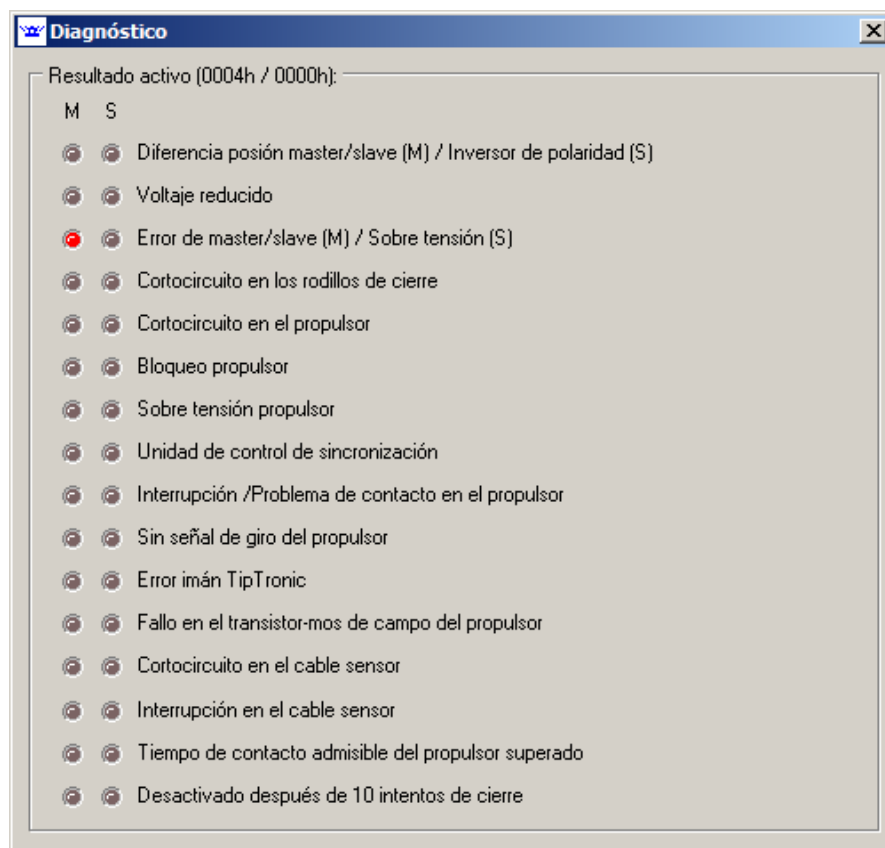 Diagnóstico
Resultado activo (0004h / 0000h):
M S
Diferencia posión master/slave (M) / Inversor de polaridad (S)
Voltaje reducido
Error de master/slave (M) / Sobre tensión (S)
Cortocircuito en los rodillos de cierre
Cortocircuito en el propulsor
Bloqueo propulsor
Sobre tensión propulsor
Unidad de control de sincronización
Interrupción /Problema de contacto en el propulsor
Sin señal de giro del propulsor
Error imán TipTronic
Fallo en el transistor-mos de campo del propulsor
Cortocircuito en el cable sensor
Interrupción en el cable sensor
Tiempo de contacto admisible del propulsor superado
Desactivado después de 10 intentos de cierre